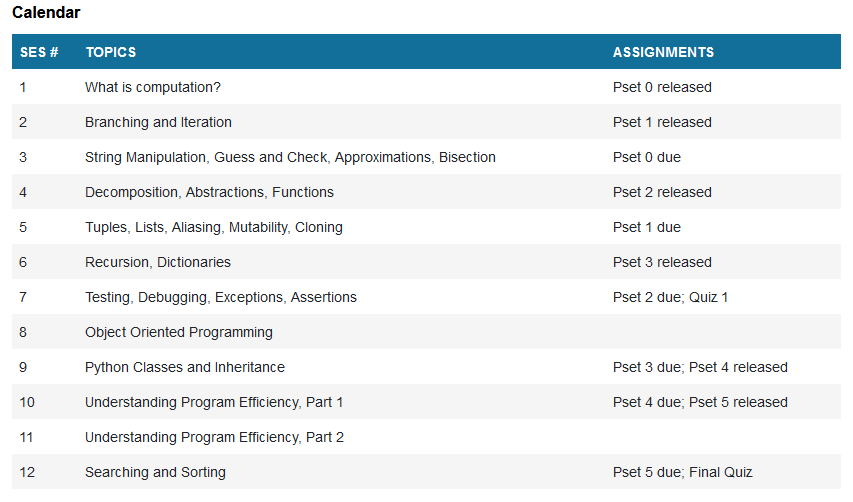 Calendar
SES # TOPICS ASSIGNMENTS
1 What is computation? Pset 0 released
2 Branching and Iteration Pset 1 released
3 String Manipulation, Guess and Check, Approximations, Bisection Pset 0 due
4 Decomposition, Abstractions, Functions Pset 2 released
5 Tuples, Lists, Aliasing, Mutability, Cloning Pset 1 due
6 Recursion, Dictionaries Pset 3 released
7 Testing, Debugging, Exceptions, Assertions Pset 2 due; Quiz 1
8 Object Oriented Programming
9 Python Classes and Inheritance Pset 3 due; Pset 4 released
10 Understanding Program Efficiency, Part 1 Pset 4 due; Pset 5 released
11 Understanding Program Efficiency, Part 2
12 Searching and Sorting Pset 5 due; Final Quiz